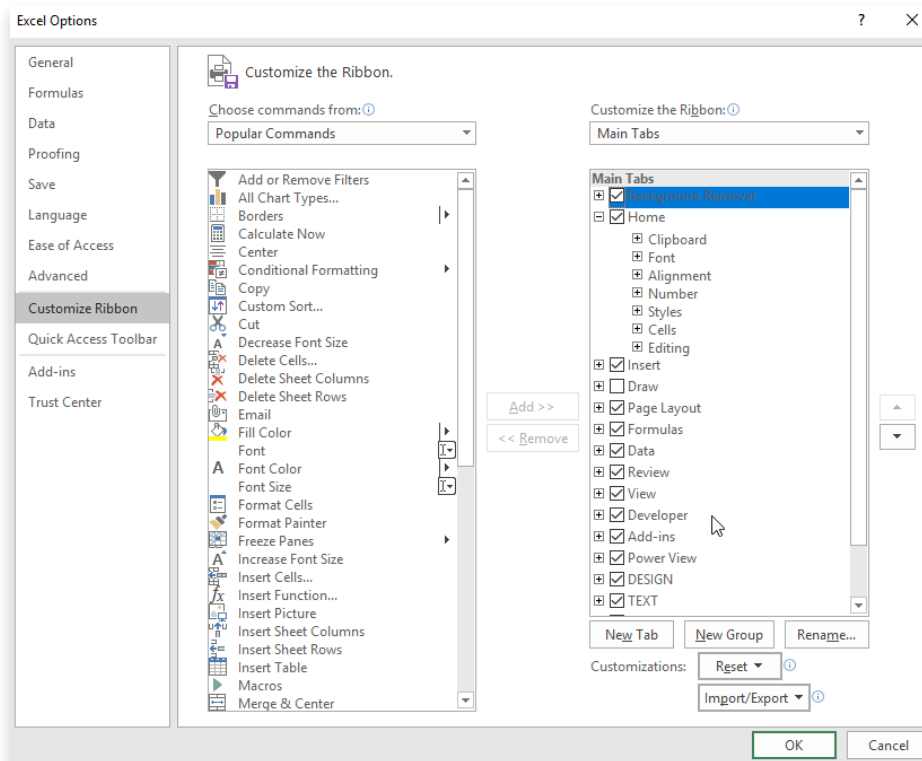 Excel Options
General
Formulas
Data
Proofing
Save
Language
Ease of Access
Advanced
Customize Ribbon
Quick Access Toolbar
Add-ins
Trust Center
Customize the Ribbon.
Choose commands from:
Popular Commands
Add or Remove Filters
All Chart Types...
Borders
Calculate Now
Center
Conditional Formatting
Copy
Custom Sort...
Cut
Decrease Font Size
Delete Cells...
Delete Sheet Columns
Delete Sheet Rows
Email
Fill Color
Font
Font Color
Font Size
Format Cells
Format Painter
Freeze Panes
Increase Font Size
Insert Cells...
Insert Function...
Insert Picture
Insert Sheet Columns
Insert Sheet Rows
Insert Table
Macros
Merge & Center
Add >>
<< Remove
Customize the Ribbon:
Main Tabs
Main Tabs
Background Removal
Home
Clipboard
Font
Alignment
Number
Styles
Cells
Editing
Insert
Draw
Page Layout
Formulas
Data
Review
View
Developer
Add-ins
Power View
DESIGN
TEXT
New Tab New Group Rename...
Customizations: Reset
Import/Export
OK Cancel